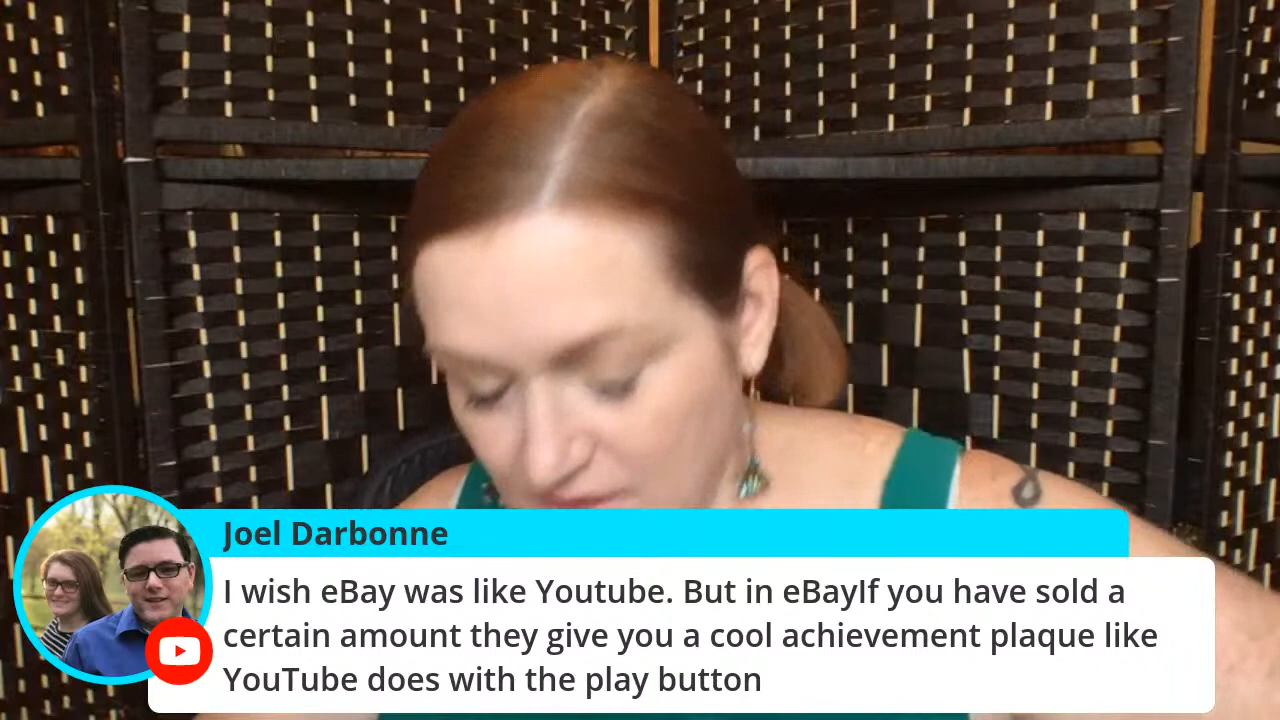 Joel Darbonne
I wish eBay was like Youtube. But in eBayIf you have sold a
certain amount they give you a cool achievement plaque like
YouTube does with the play button